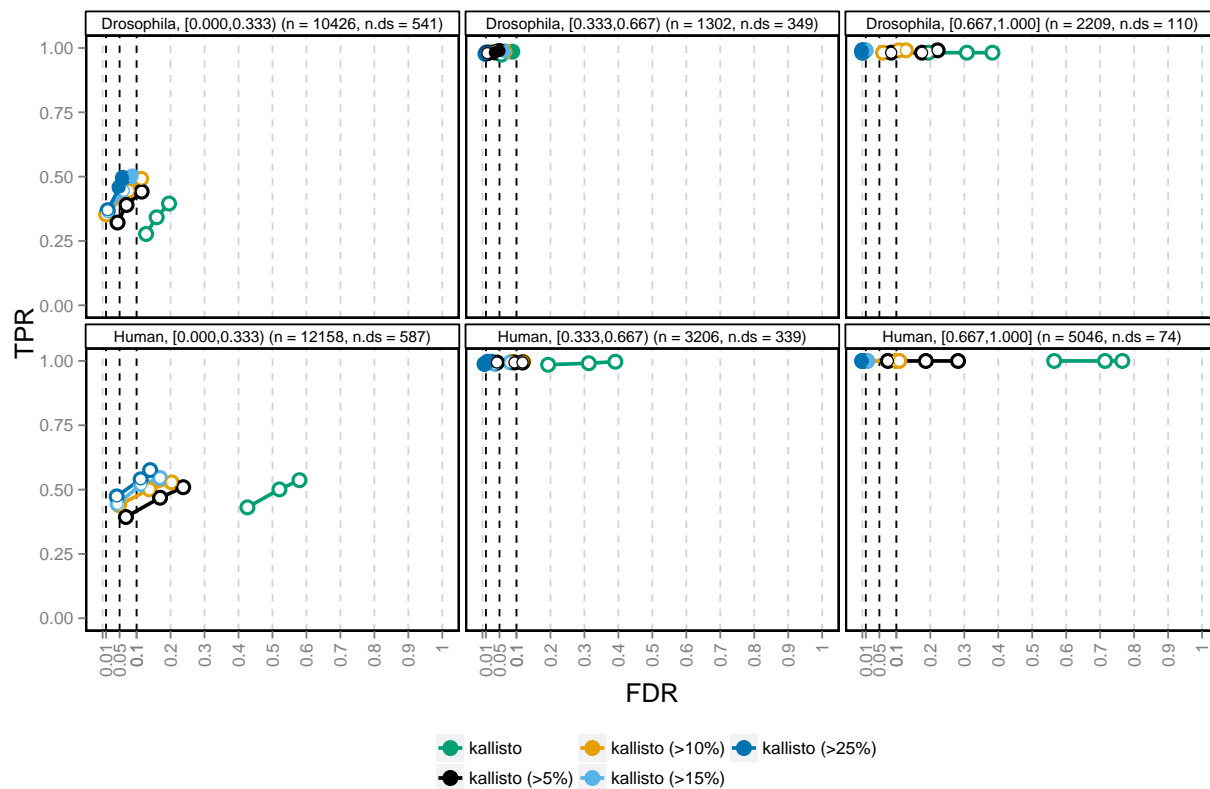 Drosophila, [0.000,0.333) (n = 10426, n.ds = 541)
Drosophila, [0.333,0.667) (n = 1302, n.ds = 349)
Drosophila, [0.667,1.000] (n = 2209, n.ds = 110)
1.00
0.75
0.50
0.25
0.00
TPR
Human, [0.000,0.333) (n = 12158, n.ds = 587)
Human, [0.333,0.667) (n = 3206, n.ds = 339)
Human, [0.667,1.000] (n = 5046, n.ds = 74)
1.00
0.75
0.50
0.25
0.00
0.01 0.05 0.1 0.2 0.3 0.4 0.5 0.6 0.7 0.8 0.9 1
0.01 0.05 0.1 0.2 0.3 0.4 0.5 0.6 0.7 0.8 0.9 1
0.01 0.05 0.1 0.2 0.3 0.4 0.5 0.6 0.7 0.8 0.9 1
FDR
kallisto kallisto (>10%) kallisto (>25%)
kallisto (>5%) kallisto (>15%)